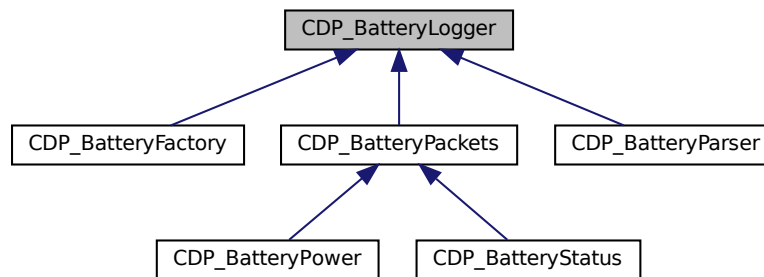 CDP_BatteryLogger
CDP_BatteryFactory
CDP_BatteryPackets
CDP_BatteryParser
CDP_BatteryPower
CDP_BatteryStatus